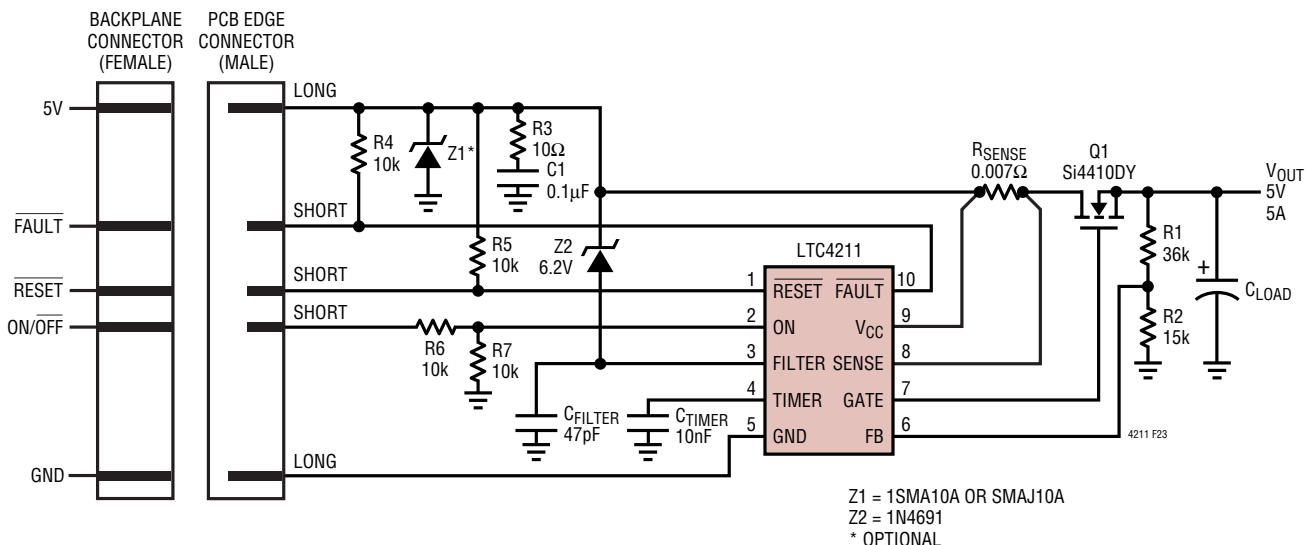 BACKPLANE
CONNECTOR
(FEMALE)
PCB EDGE
CONNECTOR
(MALE)
5V
FAULT
RESET
ON/OFF
GND
LONG
SHORT
SHORT
SHORT
LONG
R4
10k
Z1*
R5
10k
R3
10Ω
C1
0.1µF
Z2
6.2V
R6
10k
R7
10k
CFILTER
47pF
CTIMER
10nF
LTC4211
1
RESET
2
ON
3
FILTER
4
TIMER
5
GND
FAULT
10
VCC
9
SENSE
8
GATE
7
FB
6
RSENSE
0.007Ω
Q1
Si4410DY
VOUT
5V
5A
R1
36k
R2
15k
+
CLOAD
4211 F23
Z1 = 1SMA10A OR SMAJ10A
Z2 = 1N4691
* OPTIONAL